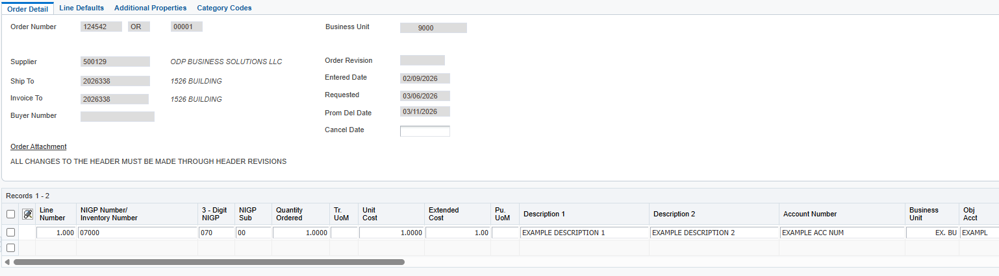 Order Detail Line Defaults Additional Properties Category Codes
Order Number 124542 OR 00001 Business Unit 9000
Supplier 500129 ODP BUSINESS SOLUTIONS LLC Order Revision
Ship To 2026338 1526 BUILDING Entered Date 02/09/2026
Invoice To 2026338 1526 BUILDING Requested 03/06/2026
Buyer Number Prom Del Date 03/11/2026
Cancel Date
Order Attachment
ALL CHANGES TO THE HEADER MUST BE MADE THROUGH HEADER REVISIONS
Records 1 - 2
Line NIGP Number/ 3 - Digit NIGP Quantity Tr. Unit Extended Pu. Description 1 Description 2 Account Number Business Obj
Number Inventory Number NIGP Sub Ordered UoM Cost Cost UoM Unit Acct
1.000 07000 070 00 1.0000 1.0000 1.00 EXAMPLE DESCRIPTION 1 EXAMPLE DESCRIPTION 2 EXAMPLE ACC NUM EX. BU EXAMPL